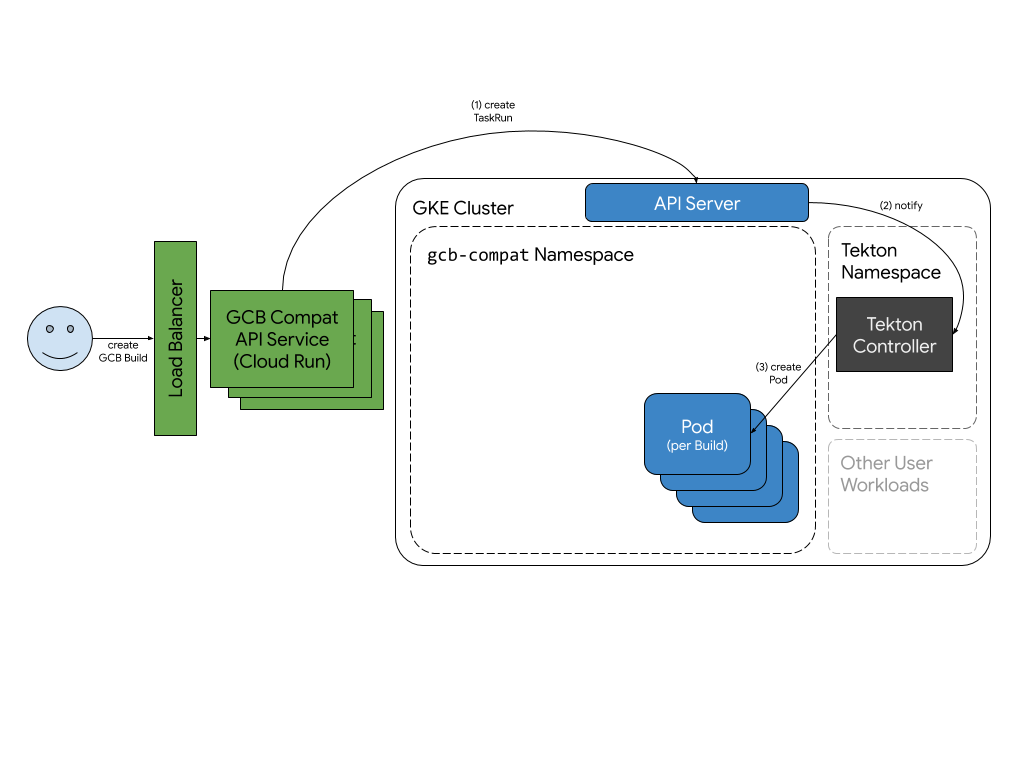 (1) create
TaskRun
GKE Cluster
API Server
(2) notify
gcb-compat Namespace
Tekton
Namespace
create
GCB Build
Load Balancer
GCB Compat
API Service
(Cloud Run)
Tekton
Controller
(3) create
Pod
Pod
(per Build)
Other User
Workloads